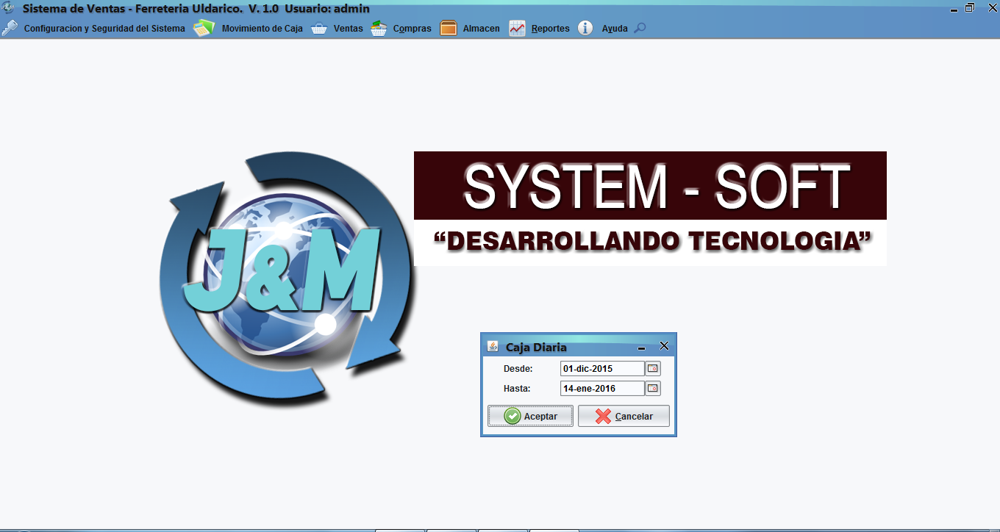 Sistema de Ventas - Ferreteria Uldarico. V. 1.0 Usuario: admin
Configuracion y Seguridad del Sistema Movimiento de Caja Ventas Compras Almacen Reportes Ayuda
SYSTEM - SOFT
“DESARROLLANDO TECNOLOGIA”
J&M
Caja Diaria
Desde: 01-dic-2015
Hasta: 14-ene-2016
Aceptar Cancelar